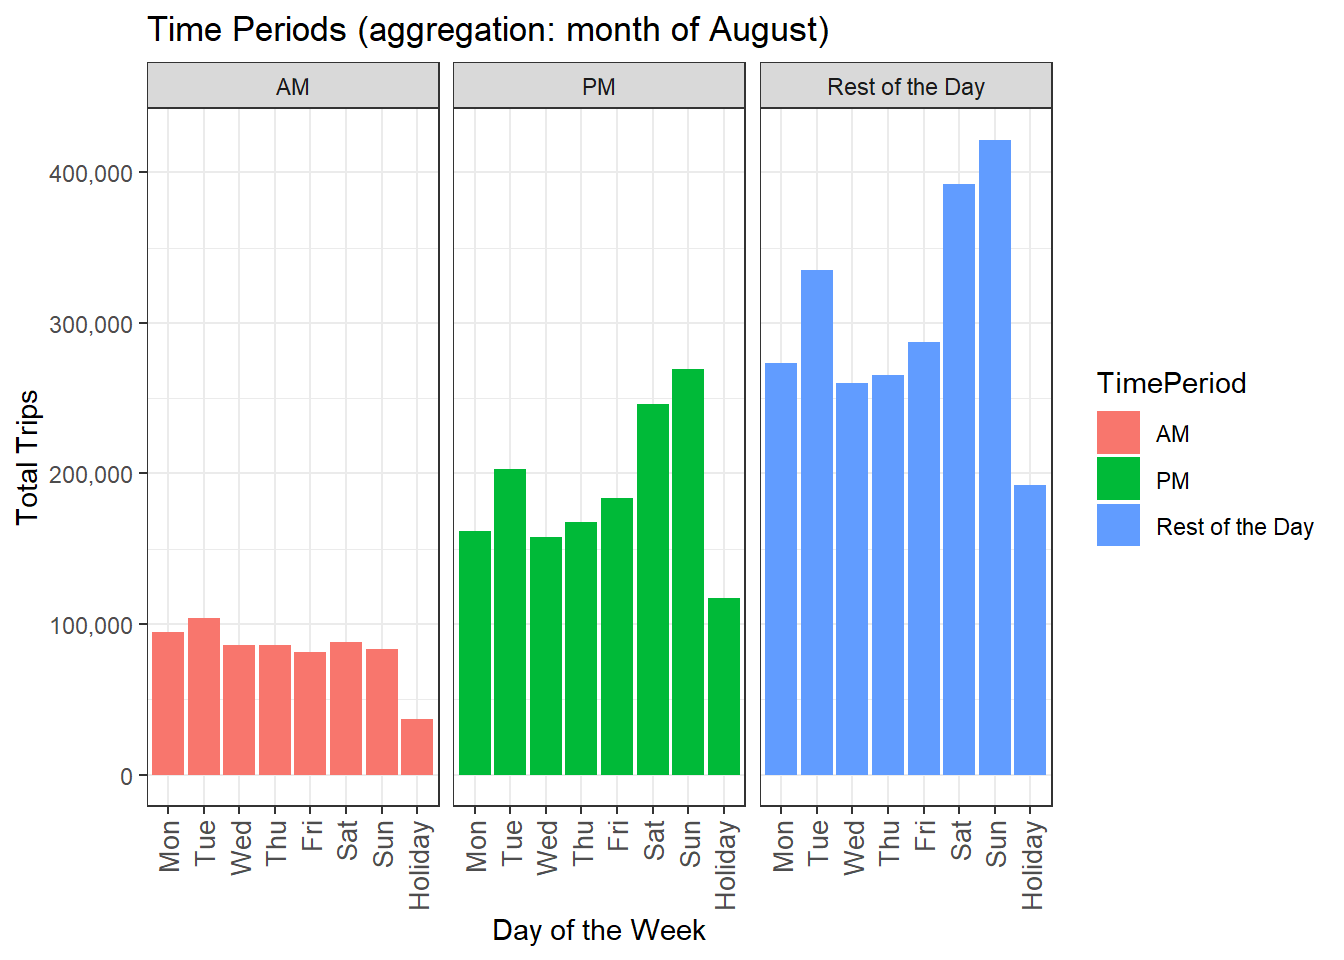 Time Periods (aggregation: month of August)
AM
PM
Rest of the Day
400,000
300,000
200,000
100,000
0
Total Trips
Mon
Tue
Wed
Thu
Fri
Sat
Sun
Holiday
Mon
Tue
Wed
Thu
Fri
Sat
Sun
Holiday
Mon
Tue
Wed
Thu
Fri
Sat
Sun
Holiday
Day of the Week
TimePeriod
AM
PM
Rest of the Day